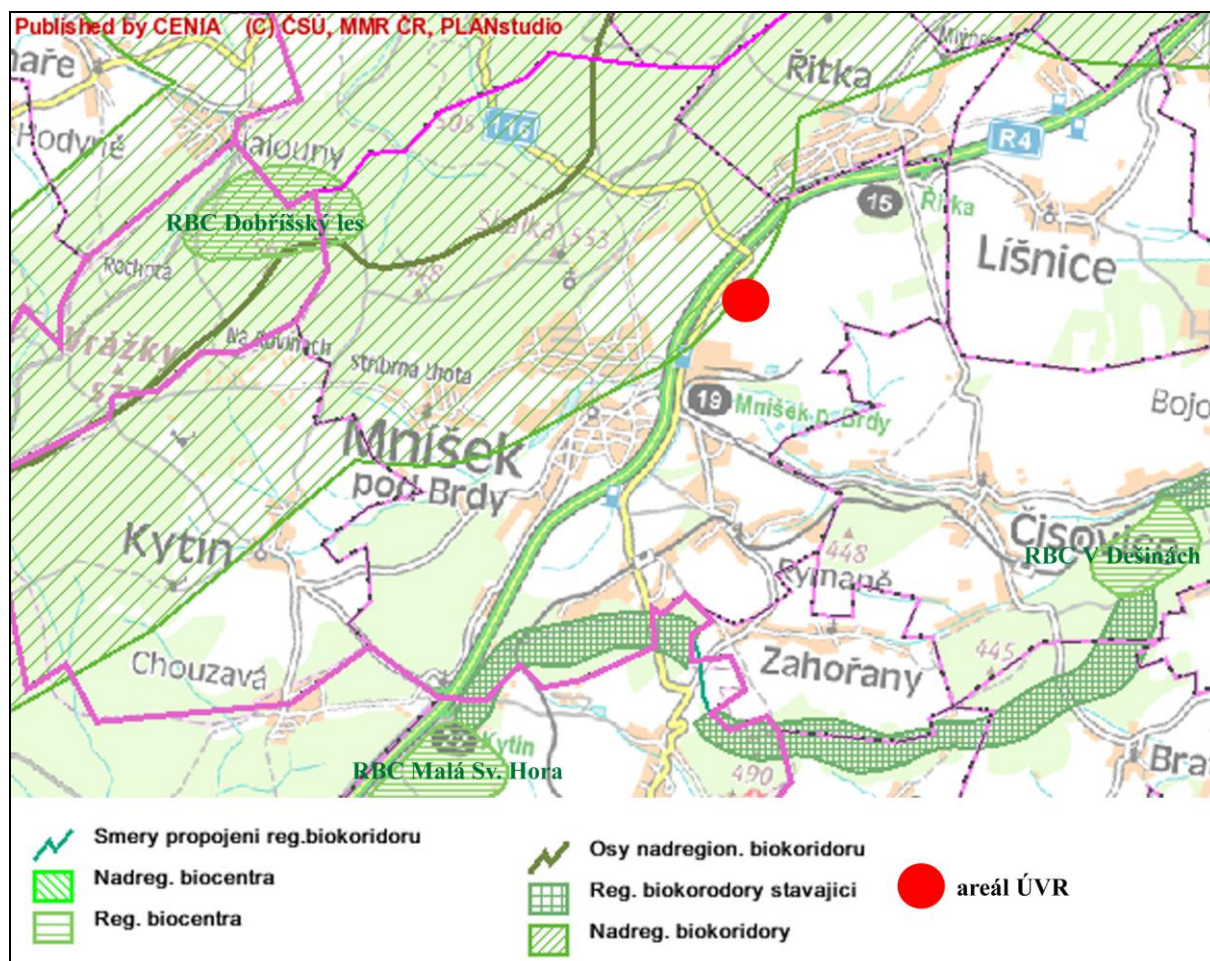 Published by CENIA (C) ČSÚ, MMR ČR, PLANstudio
Řitka
Hodyně
116
R4
RBC Dobříšský les
Skalka 553
15
Řitka
Líšnice
Rochota
Vrážky
Na rovinách
stříbrná Lhota
19
Mníšek p. Brdy
Mníšek
pod Brdy
Kytín
448
Čisovice
RBC V Dešinách
Rymaně
445
Chouzavá
Zahořany
Kytín
RBC Malá Sv. Hora
490
Smery propojeni reg.biokoridoru
Nadreg. biocentra
Reg. biocentra
Osy nadregion. biokoridoru
Reg. biokorodory stavajici
Nadreg. biokoridory
areál ÚVR